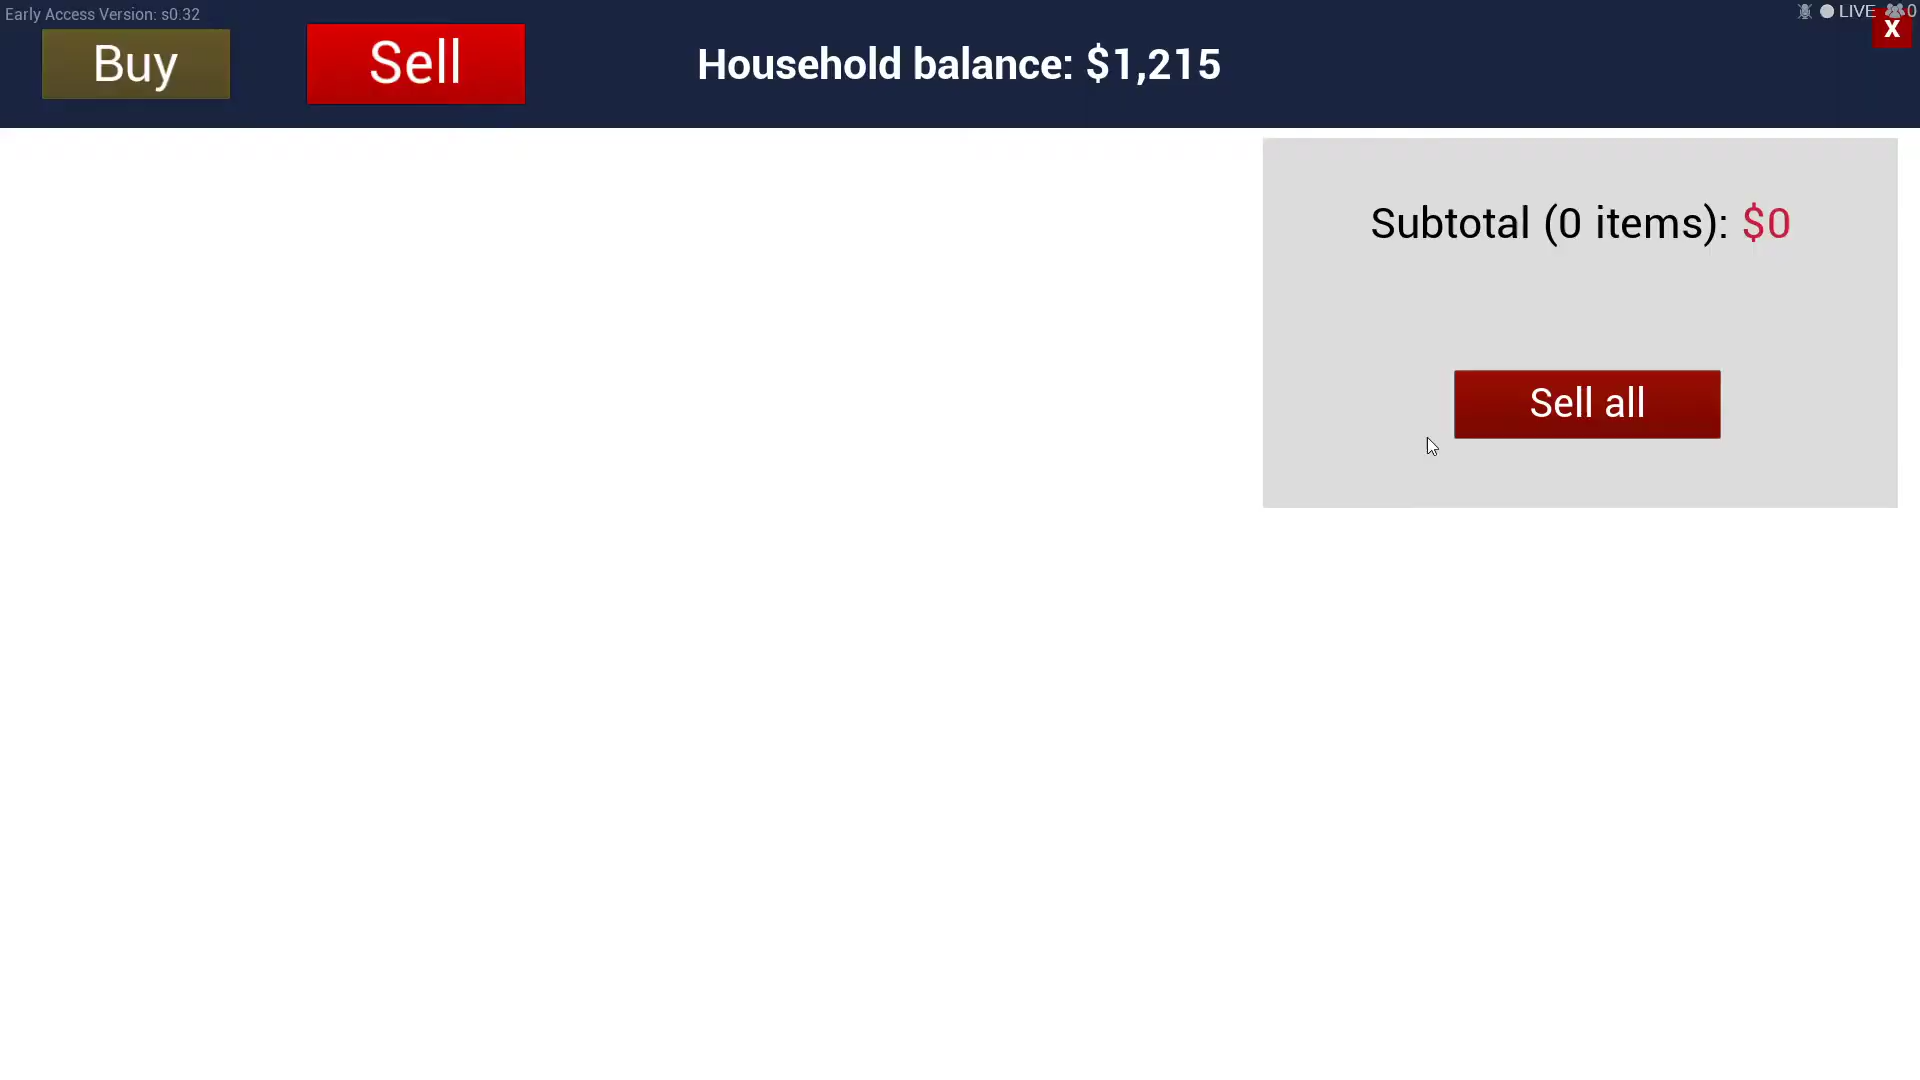 Early Access Version: s0.32
LIVE 0
X
Buy
Sell
Household balance: $1,215
Subtotal (0 items): $0
Sell all